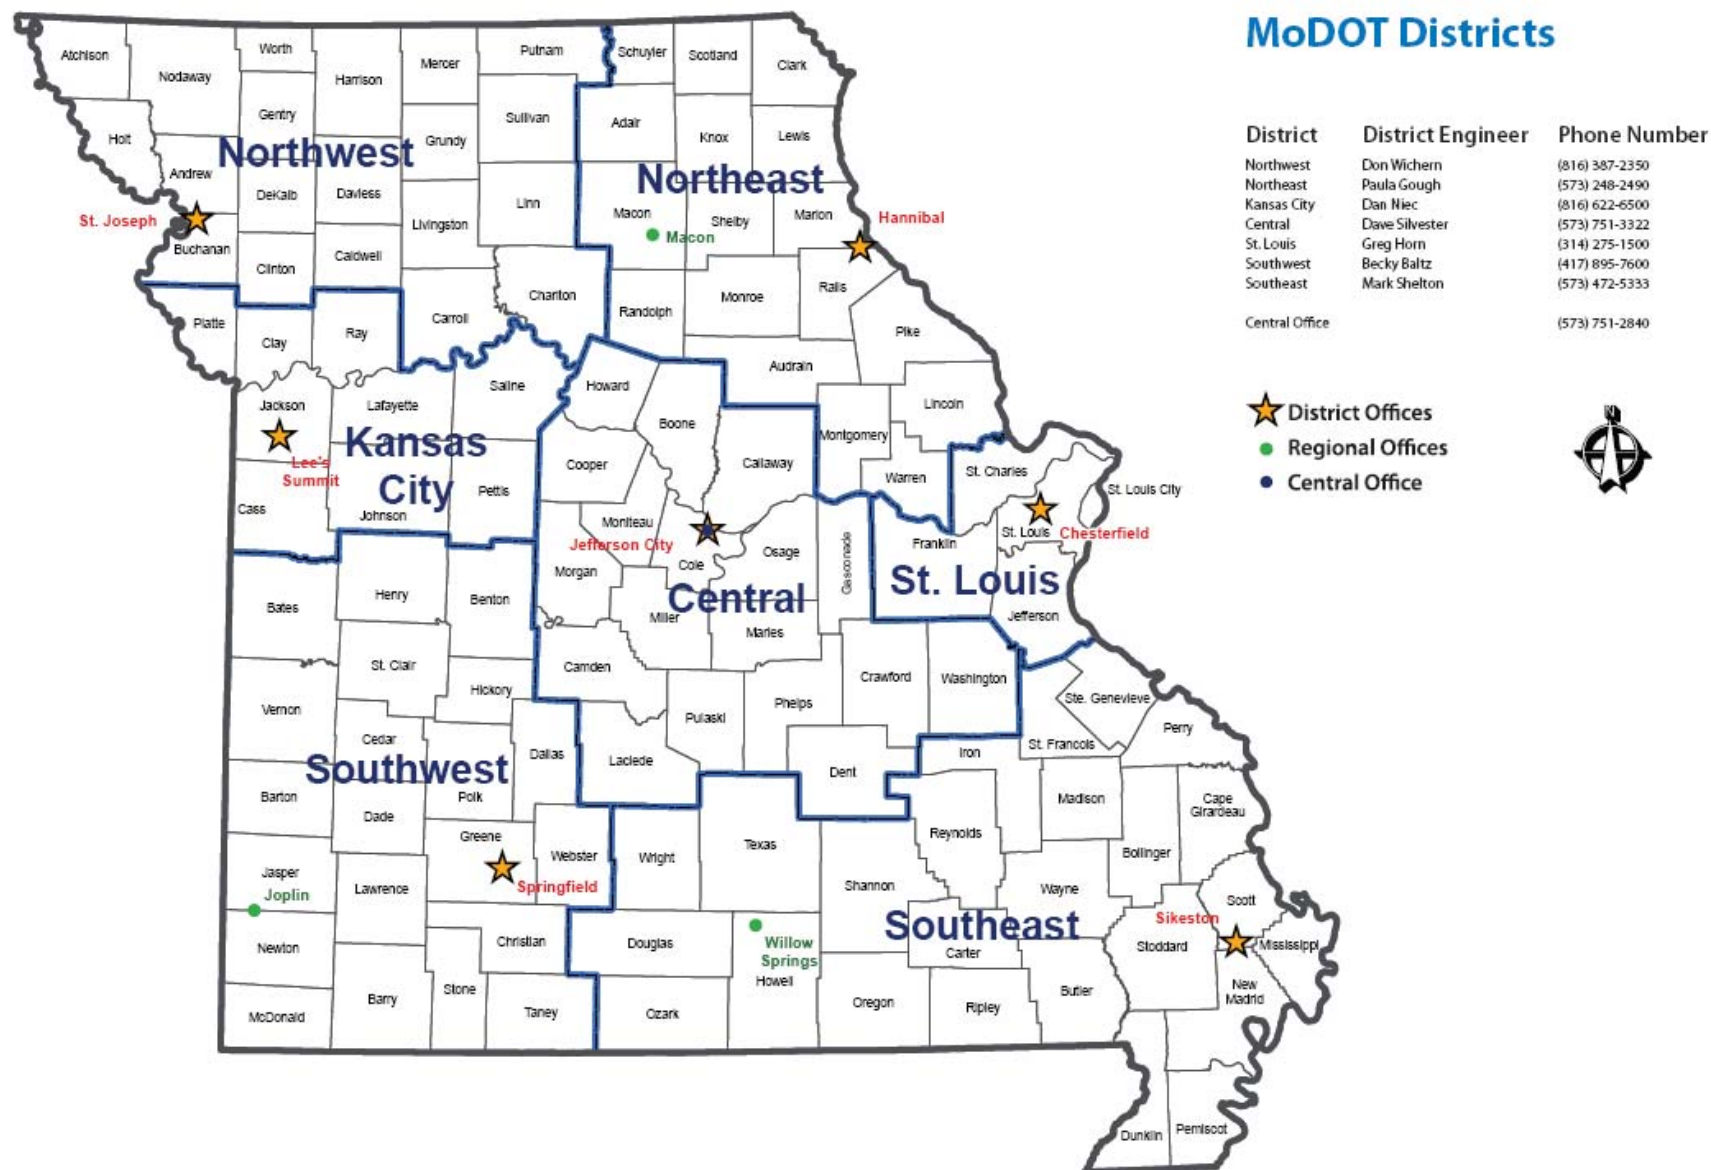 MoDOT Districts
District District Engineer Phone Number
Northwest Don Wichern (816) 387-2350
Northeast Paula Gough (573) 248-2490
Kansas City Dan Niec (816) 622-6500
Central Dave Silvester (573) 751-3322
St. Louis Greg Horn (314) 275-1500
Southwest Becky Baltz (417) 895-7600
Southeast Mark Shelton (573) 472-5333
Central Office (573) 751-2840
District Offices
Regional Offices
Central Office
N
Atchison
Nodaway
Worth
Harrison
Mercer
Putnam
Schuyler
Scotland
Clark
Holt
Gentry
Grundy
Sullivan
Adair
Knox
Lewis
Northwest
Northeast
Andrew
DeKalb
Daviess
Livingston
Linn
Macon
Shelby
Marion
St. Joseph
Macon
Hannibal
Buchanan
Clinton
Caldwell
Carroll
Chariton
Randolph
Monroe
Ralls
Pike
Platte
Clay
Ray
Saline
Howard
Audrain
Jackson
Lafayette
Boone
Lincoln
Kansas
City
Lee's
Summit
Cooper
Callaway
Montgomery
Warren
St. Charles
St. Louis City
Cass
Johnson
Pettis
Moniteau
Jefferson City
Cole
Osage
Gasconade
Franklin
St. Louis
Chesterfield
Morgan
Central
St. Louis
Bates
Henry
Benton
Miller
Maries
Jefferson
St. Clair
Camden
Crawford
Washington
Ste. Genevieve
Vernon
Hickory
Pulaski
Phelps
Perry
Cedar
Southwest
Dallas
Laclede
Dent
Iron
St. Francois
Barton
Dade
Polk
Madison
Cape
Girardeau
Greene
Webster
Wright
Texas
Reynolds
Bollinger
Jasper
Joplin
Lawrence
Springfield
Shannon
Wayne
Scott
Southeast
Sikeston
Newton
Christian
Douglas
Willow
Springs
Howell
Carter
Stoddard
Mississippi
McDonald
Barry
Stone
Taney
Ozark
Oregon
Ripley
Butler
New
Madrid
Dunklin
Pemiscot